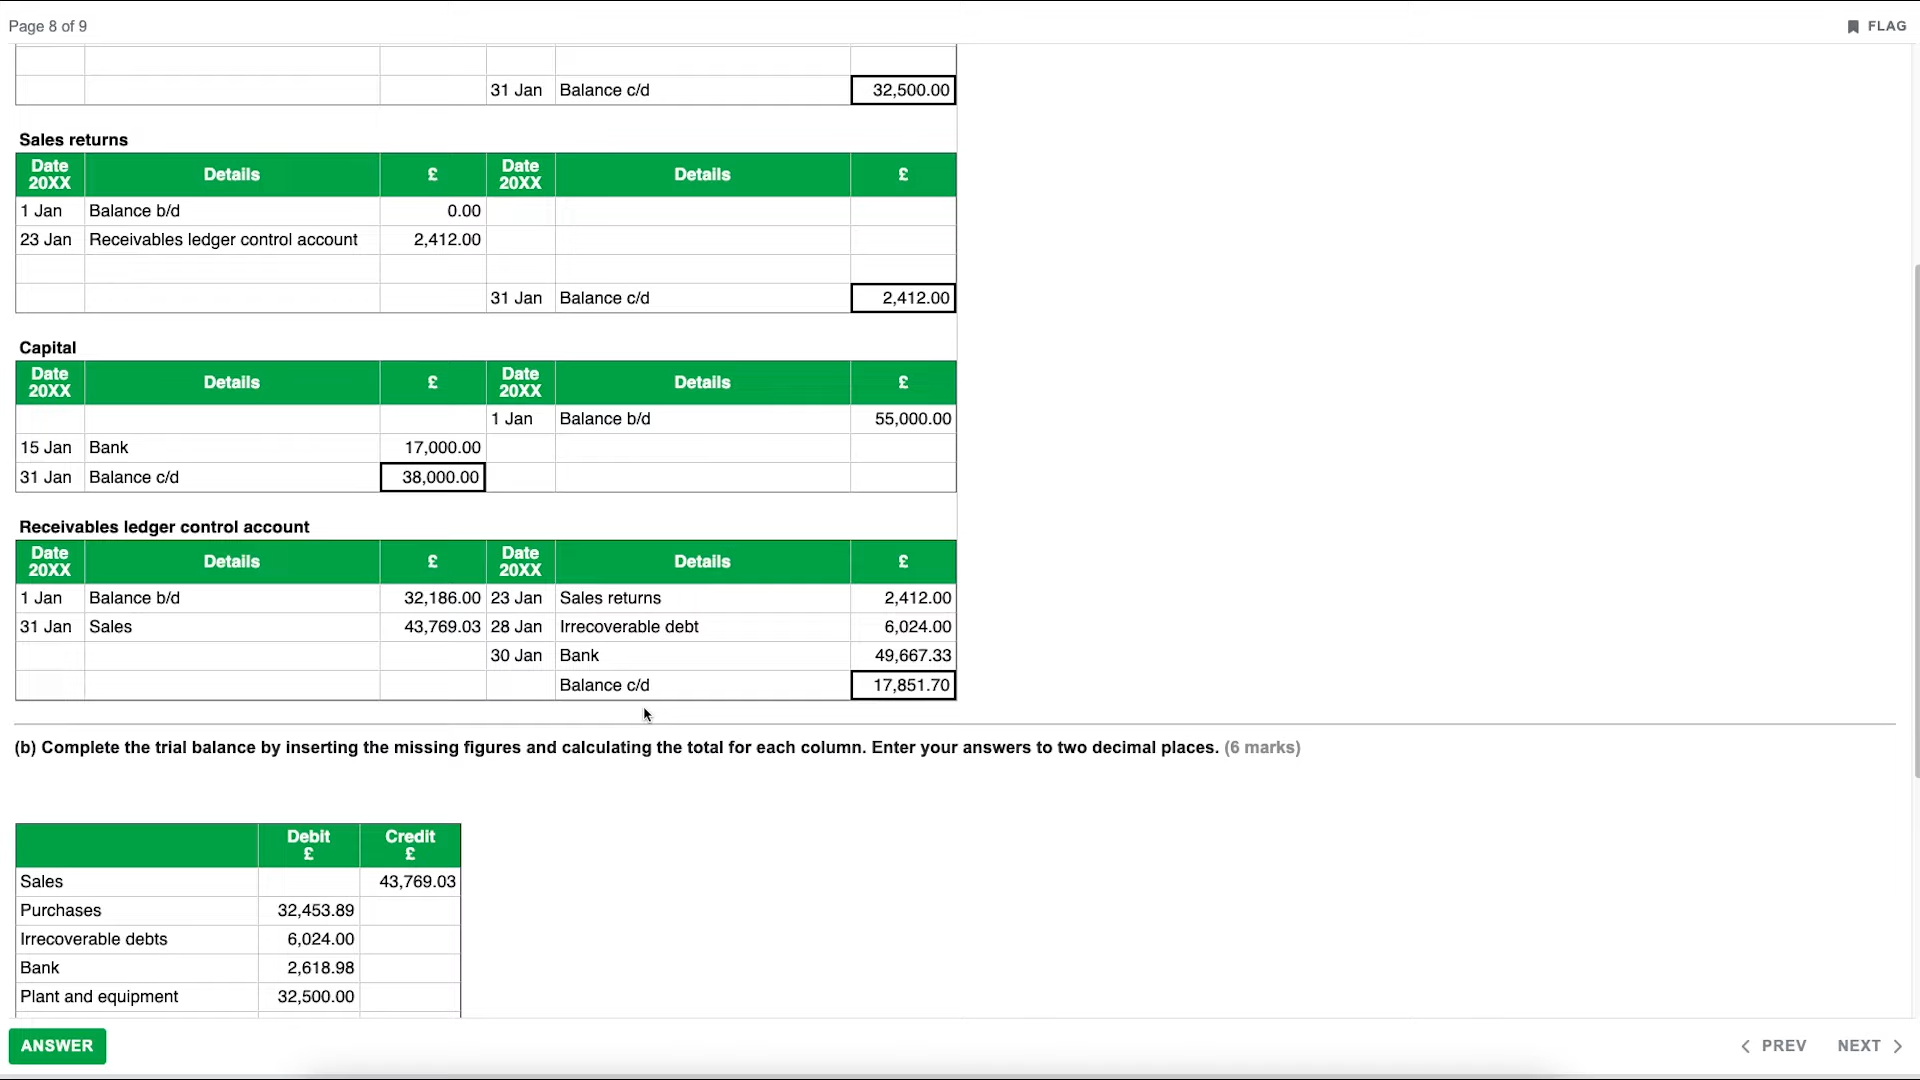 Page 8 of 9
FLAG
31 Jan Balance c/d 32,500.00
Sales returns
Date 20XX Details £ Date 20XX Details £
1 Jan Balance b/d 0.00
23 Jan Receivables ledger control account 2,412.00
31 Jan Balance c/d 2,412.00
Capital
Date 20XX Details £ Date 20XX Details £
1 Jan Balance b/d 55,000.00
15 Jan Bank 17,000.00
31 Jan Balance c/d 38,000.00
Receivables ledger control account
Date 20XX Details £ Date 20XX Details £
1 Jan Balance b/d 32,186.00 23 Jan Sales returns 2,412.00
31 Jan Sales 43,769.03 28 Jan Irrecoverable debt 6,024.00
30 Jan Bank 49,667.33
Balance c/d 17,851.70
(b) Complete the trial balance by inserting the missing figures and calculating the total for each column. Enter your answers to two decimal places. (6 marks)
Debit £ Credit £
Sales 43,769.03
Purchases 32,453.89
Irrecoverable debts 6,024.00
Bank 2,618.98
Plant and equipment 32,500.00
ANSWER
PREV NEXT